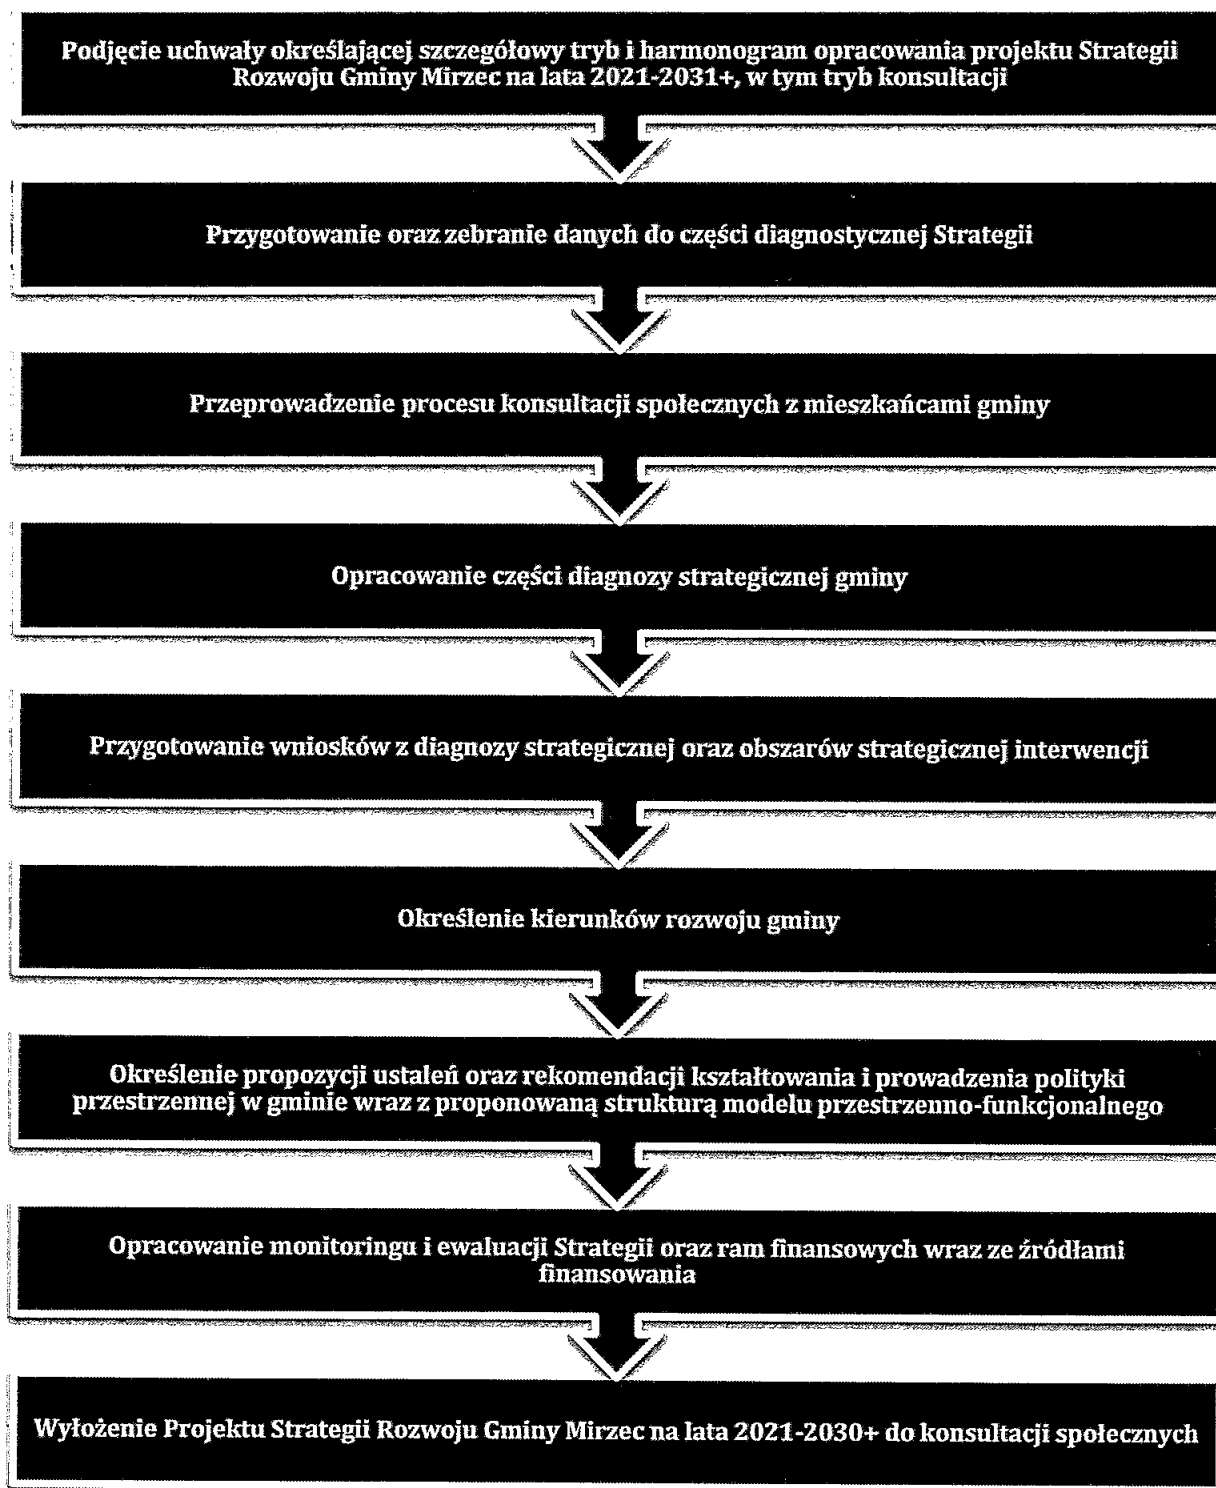 Podjęcie uchwały określającej szczegółowy tryb i harmonogram opracowania projektu Strategii
Rozwoju Gminy Mirzec na lata 2021-2031+, w tym tryb konsultacji
Przygotowanie oraz zebranie danych do części diagnostycznej Strategii
Przeprowadzenie procesu konsultacji społecznych z mieszkańcami gminy
Opracowanie części diagnozy strategicznej gminy
Przygotowanie wniosków z diagnozy strategicznej oraz obszarów strategicznej interwencji
Określenie kierunków rozwoju gminy
Określenie propozycji ustaleń oraz rekomendacji kształtowania i prowadzenia polityki
przestrzennej w gminie wraz z proponowaną strukturą modelu przestrzenno-funkcjonalnego
Opracowanie monitoringu i ewaluacji Strategii oraz ram finansowych wraz ze źródłami
finansowania
Wyłożenie Projektu Strategii Rozwoju Gminy Mirzec na lata 2021-2030+ do konsultacji społecznych